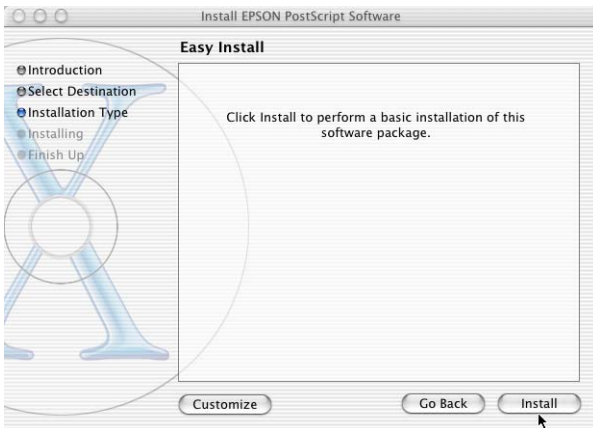 Install EPSON PostScript Software
Easy Install
Introduction
Select Destination
Installation Type
Installing
Finish Up
Click Install to perform a basic installation of this
software package.
Customize
Go Back
Install